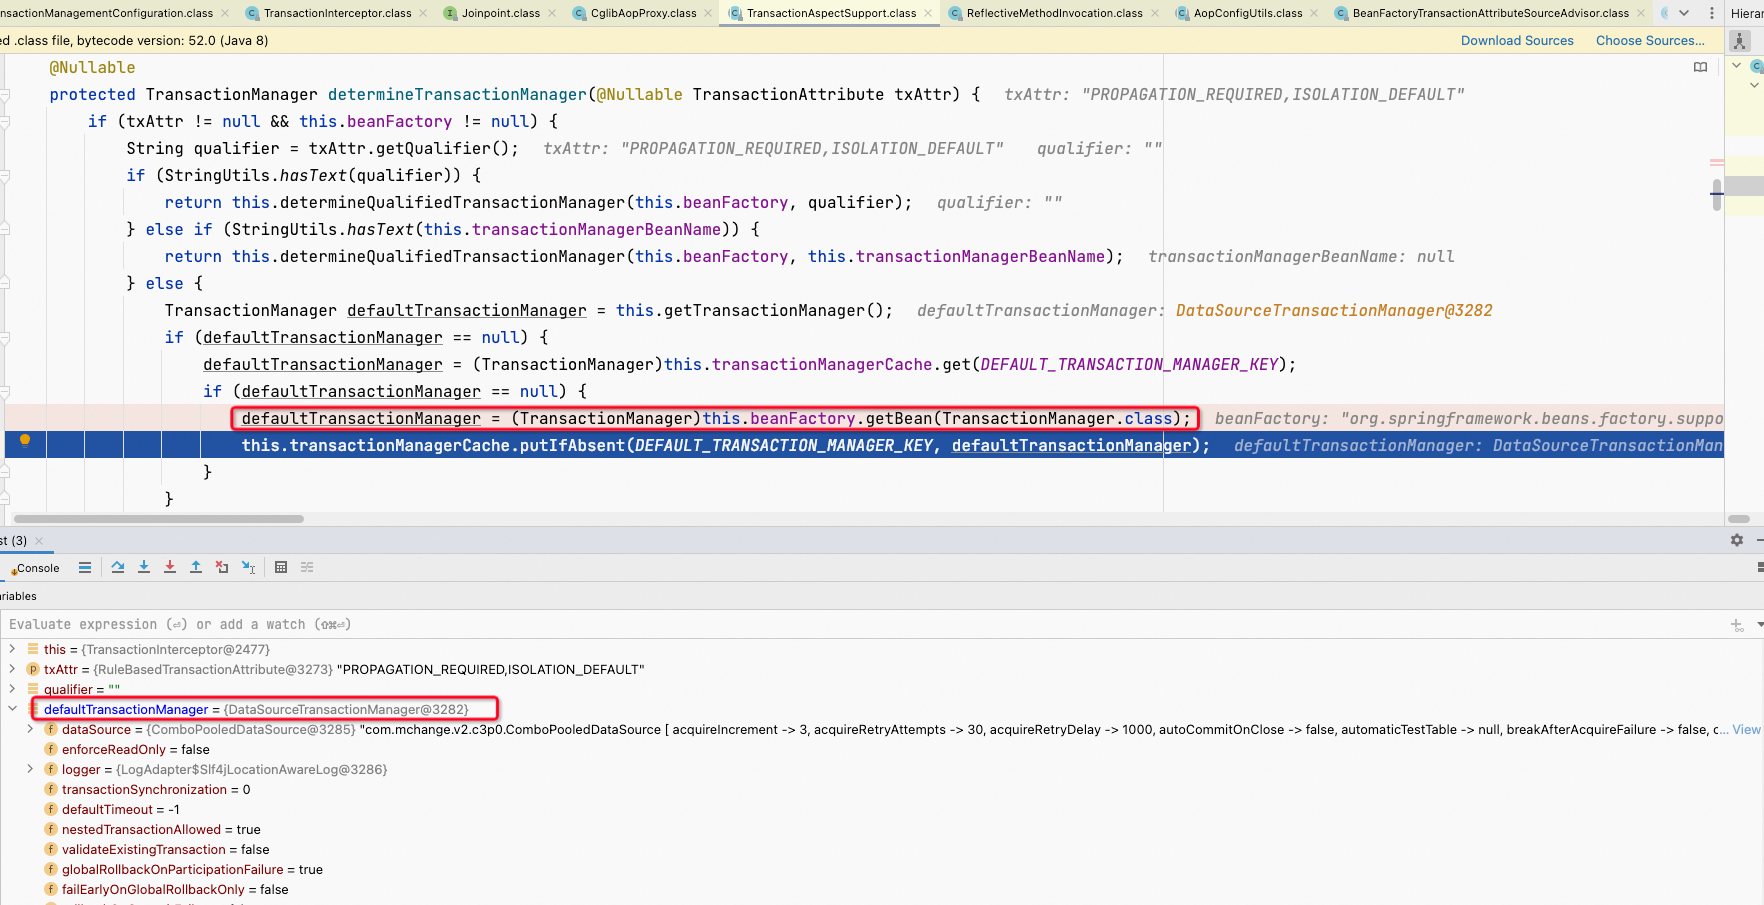 nsactionManagementConfiguration.class TransactionInterceptor.class Joinpoint.class CglibAopProxy.class TransactionAspectSupport.class ReflectiveMethodInvocation.class AopConfigUtils.class BeanFactoryTransactionAttributeSourceAdvisor.class Hierar
ed .class file, bytecode version: 52.0 (Java 8) Download Sources Choose Sources...
@Nullable
protected TransactionManager determineTransactionManager(@Nullable TransactionAttribute txAttr) { txAttr: "PROPAGATION_REQUIRED,ISOLATION_DEFAULT"
if (txAttr != null && this.beanFactory != null) {
String qualifier = txAttr.getQualifier(); txAttr: "PROPAGATION_REQUIRED,ISOLATION_DEFAULT" qualifier: ""
if (StringUtils.hasText(qualifier)) {
return this.determineQualifiedTransactionManager(this.beanFactory, qualifier); qualifier: ""
} else if (StringUtils.hasText(this.transactionManagerBeanName)) {
return this.determineQualifiedTransactionManager(this.beanFactory, this.transactionManagerBeanName); transactionManagerBeanName: null
} else {
TransactionManager defaultTransactionManager = this.getTransactionManager(); defaultTransactionManager: DataSourceTransactionManager@3282
if (defaultTransactionManager == null) {
defaultTransactionManager = (TransactionManager)this.transactionManagerCache.get(DEFAULT_TRANSACTION_MANAGER_KEY);
if (defaultTransactionManager == null) {
defaultTransactionManager = (TransactionManager)this.beanFactory.getBean(TransactionManager.class); beanFactory: "org.springframework.beans.factory.suppo
this.transactionManagerCache.putIfAbsent(DEFAULT_TRANSACTION_MANAGER_KEY, defaultTransactionManager); defaultTransactionManager: DataSourceTransactionMan
}
}
st (3)
Console
ariables
Evaluate expression (⏎) or add a watch (⇧⌘⏎)
this = {TransactionInterceptor@2477}
txAttr = {RuleBasedTransactionAttribute@3273} "PROPAGATION_REQUIRED,ISOLATION_DEFAULT"
qualifier = ""
defaultTransactionManager = {DataSourceTransactionManager@3282}
dataSource = {ComboPooledDataSource@3285} "com.mchange.v2.c3p0.ComboPooledDataSource [ acquireIncrement -> 3, acquireRetryAttempts -> 30, acquireRetryDelay -> 1000, autoCommitOnClose -> false, automaticTestTable -> null, breakAfterAcquireFailure -> false, c... View
enforceReadOnly = false
logger = {LogAdapter$Slf4jLocationAwareLog@3286}
transactionSynchronization = 0
defaultTimeout = -1
nestedTransactionAllowed = true
validateExistingTransaction = false
globalRollbackOnParticipationFailure = true
failEarlyOnGlobalRollbackOnly = false